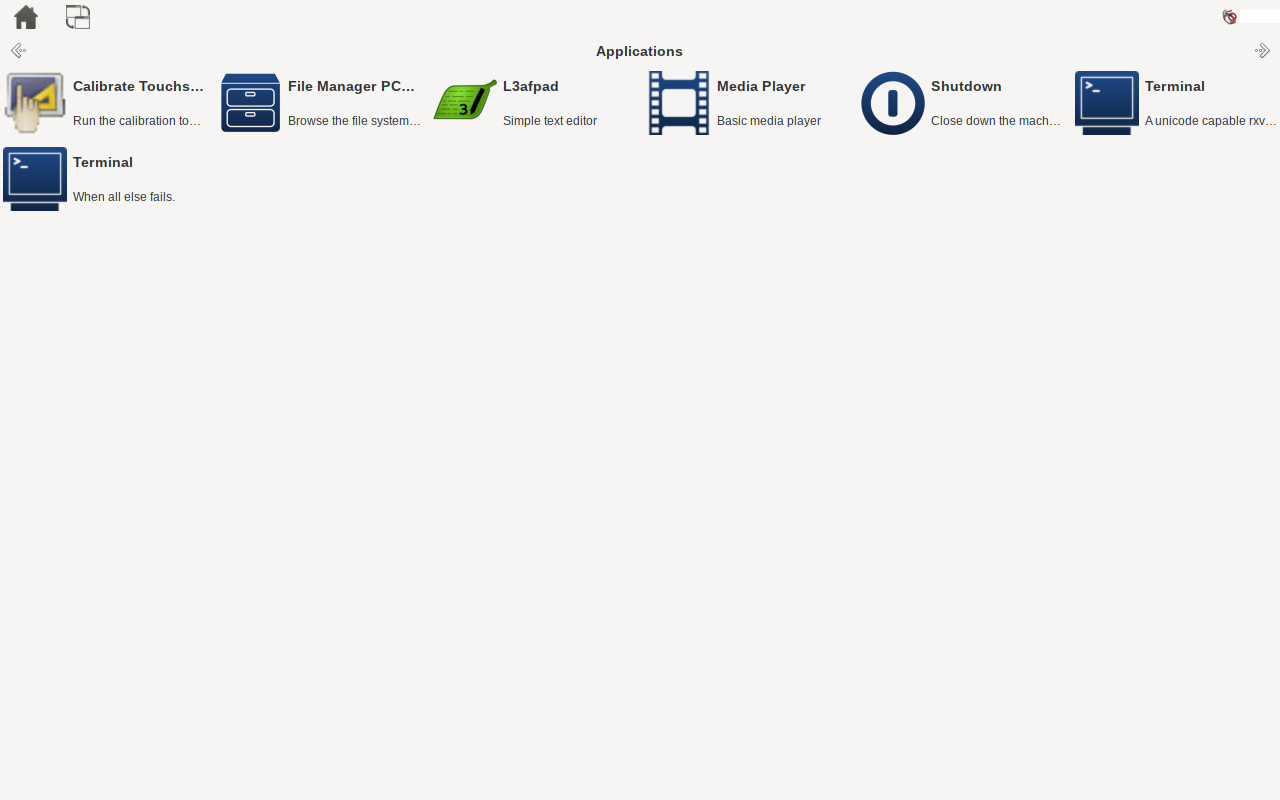 Applications
Calibrate Touchs...
Run the calibration to...
File Manager PC...
Browse the file system...
L3afpad
Simple text editor
Media Player
Basic media player
Shutdown
Close down the mach...
Terminal
A unicode capable rxv...
Terminal
When all else fails.